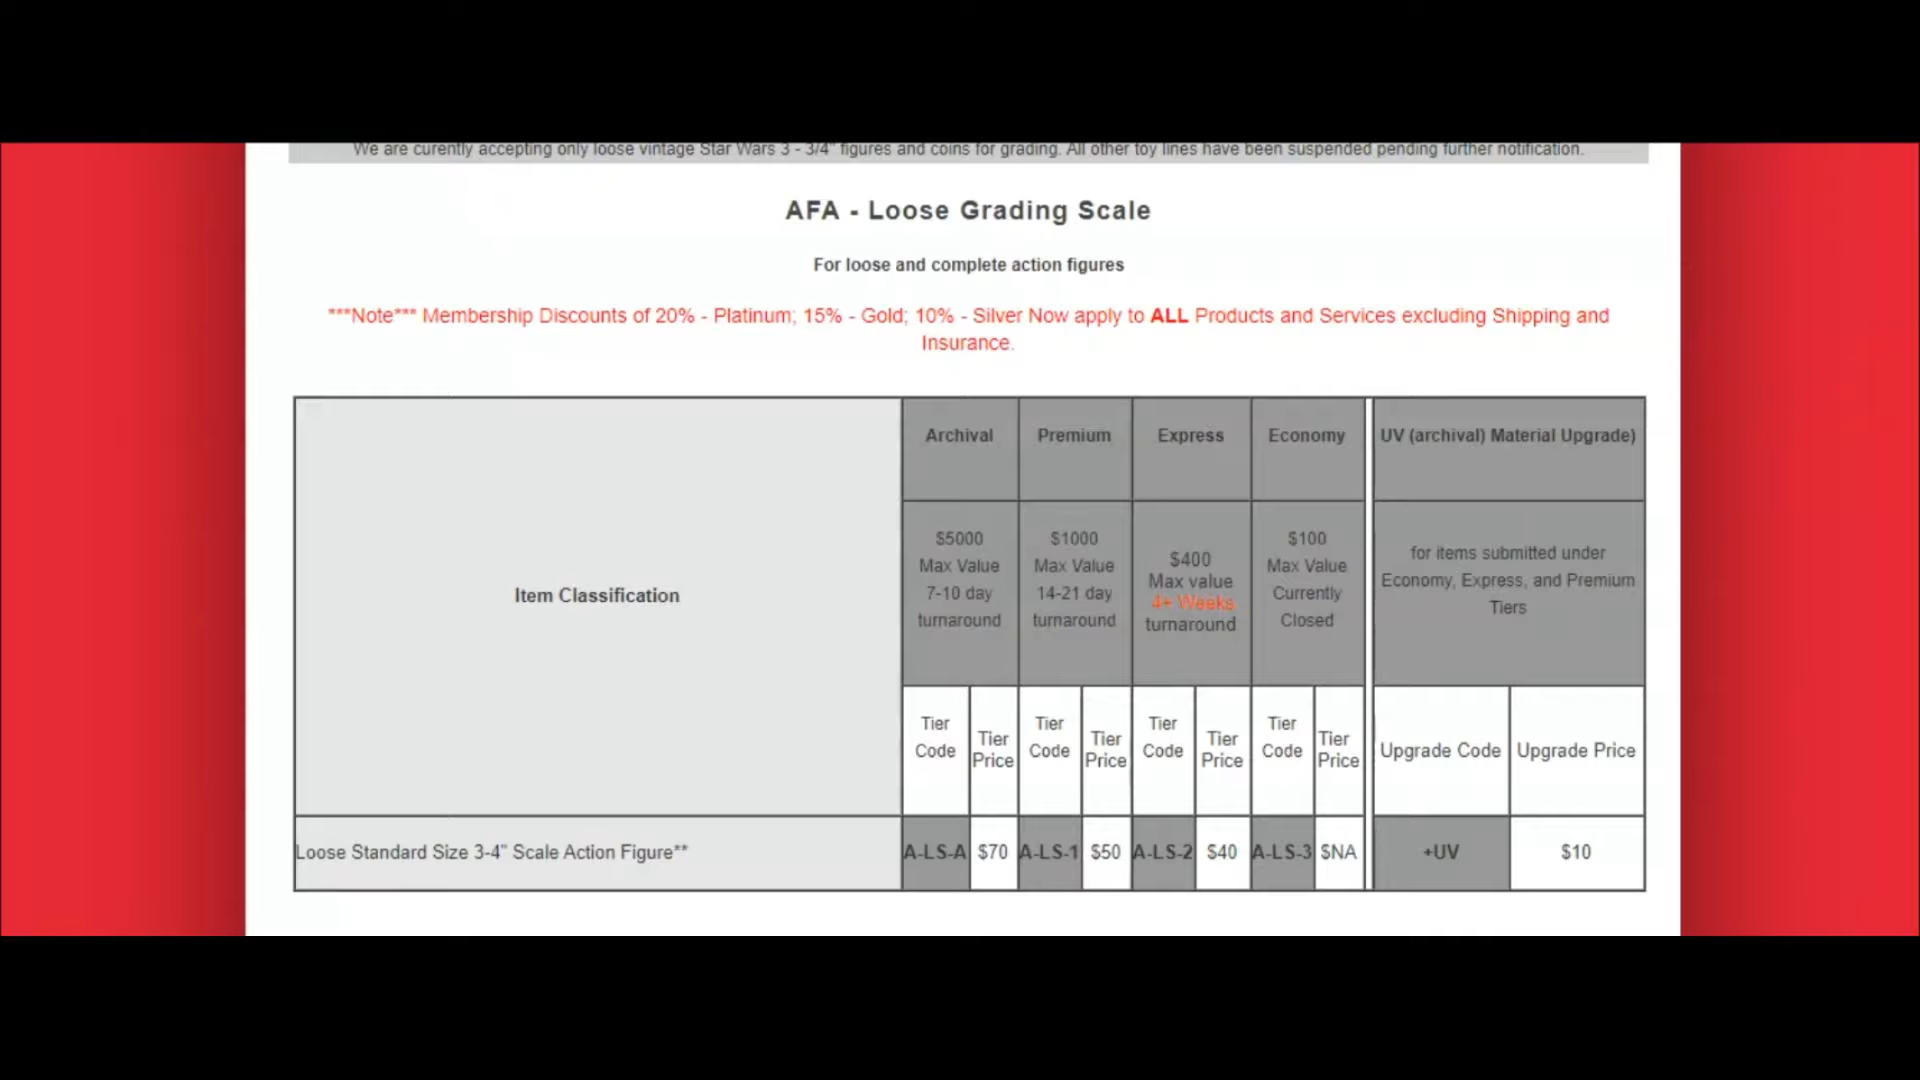 We are curently accepting only loose vintage Star Wars 3 - 3/4" figures and coins for grading. All other toy lines have been suspended pending further notification.
AFA - Loose Grading Scale
For loose and complete action figures
***Note*** Membership Discounts of 20% - Platinum; 15% - Gold; 10% - Silver Now apply to ALL Products and Services excluding Shipping and
Insurance.
Item Classification
Archival
Premium
Express
Economy
UV (archival) Material Upgrade)
$5000
Max Value
7-10 day
turnaround
$1000
Max Value
14-21 day
turnaround
$400
Max value
4+ Weeks
turnaround
$100
Max Value
Currently
Closed
for items submitted under
Economy, Express, and Premium
Tiers
Tier
Code
Tier
Price
Tier
Code
Tier
Price
Tier
Code
Tier
Price
Tier
Code
Tier
Price
Upgrade Code
Upgrade Price
Loose Standard Size 3-4" Scale Action Figure**
A-LS-A
$70
A-LS-1
$50
A-LS-2
$40
A-LS-3
$NA
+UV
$10